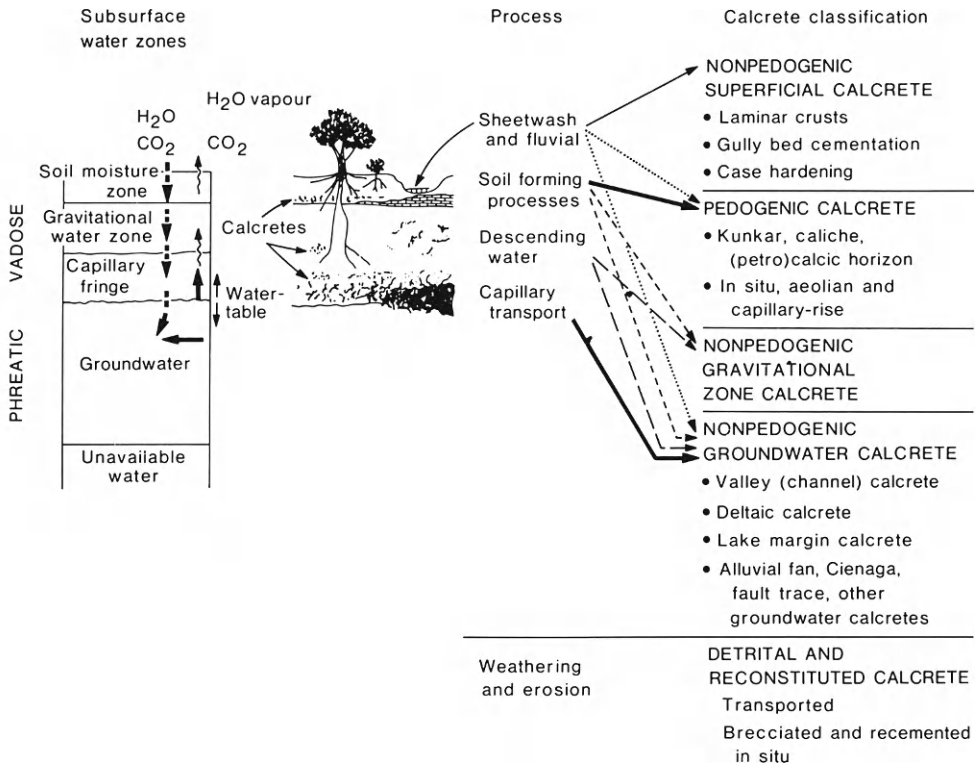 Subsurface
water zones
Process
Calcrete classification
H2O vapour
H2O
CO2
CO2
Soil moisture
zone
Gravitational
water zone
Capillary
fringe
Groundwater
Unavailable
water
VADOSE
PHREATIC
Calcretes
Water-
table
Sheetwash
and fluvial
Soil forming
processes
Descending
water
Capillary
transport
NONPEDOGENIC
SUPERFICIAL CALCRETE
• Laminar crusts
• Gully bed cementation
• Case hardening
PEDOGENIC CALCRETE
• Kunkar, caliche,
(petro)calcic horizon
• In situ, aeolian and
capillary-rise
NONPEDOGENIC
GRAVITATIONAL
ZONE CALCRETE
NONPEDOGENIC
GROUNDWATER CALCRETE
• Valley (channel) calcrete
• Deltaic calcrete
• Lake margin calcrete
• Alluvial fan, Cienaga,
fault trace, other
groundwater calcretes
Weathering
and erosion
DETRITAL AND
RECONSTITUTED CALCRETE
Transported
Brecciated and recemented
in situ